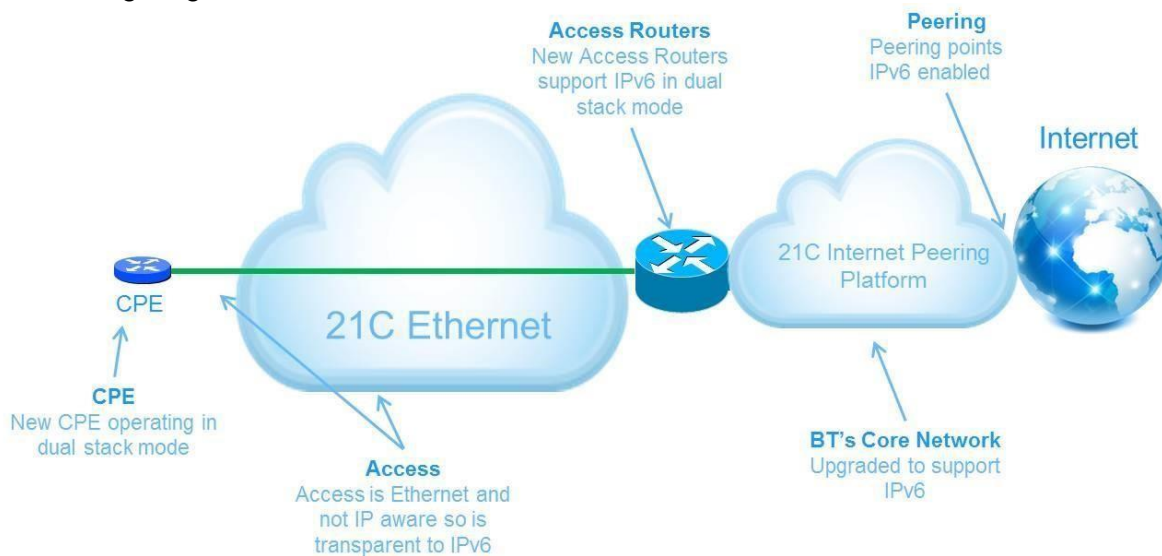 Access Routers
New Access Routers
support IPv6 in dual
stack mode
Peering
Peering points
IPv6 enabled
Internet
CPE
21C Ethernet
21C Internet Peering
Platform
CPE
New CPE operating in
dual stack mode
Access
Access is Ethernet and
not IP aware so is
transparent to IPv6
BT's Core Network
Upgraded to support
IPv6